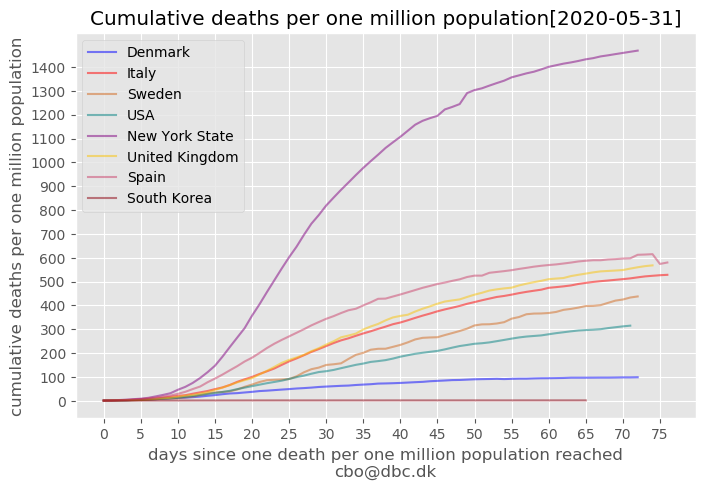 Cumulative deaths per one million population[2020-05-31]
cumulative deaths per one million population
1400
1300
1200
1100
1000
900
800
700
600
500
400
300
200
100
0
Denmark
Italy
Sweden
USA
New York State
United Kingdom
Spain
South Korea
0 5 10 15 20 25 30 35 40 45 50 55 60 65 70 75
days since one death per one million population reached
cbo@dbc.dk